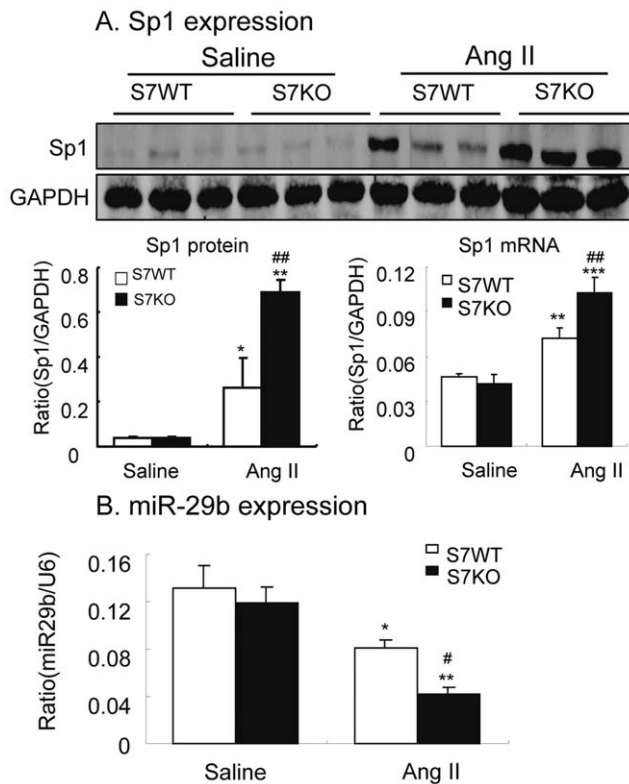 A. Sp1 expression
Saline Ang II
S7WT S7KO S7WT S7KO
Sp1
GAPDH
Sp1 protein
Ratio(Sp1/GAPDH)
0.8
0.6
0.4
0.2
0
S7WT
S7KO
*
##
**
Saline Ang II
Sp1 mRNA
Ratio(Sp1/GAPDH)
0.12
0.09
0.06
0.03
0
S7WT
S7KO
**
##
***
Saline Ang II
B. miR-29b expression
Ratio(miR29b/U6)
0.16
0.12
0.08
0.04
0
S7WT
S7KO
*
#
**
Saline Ang II